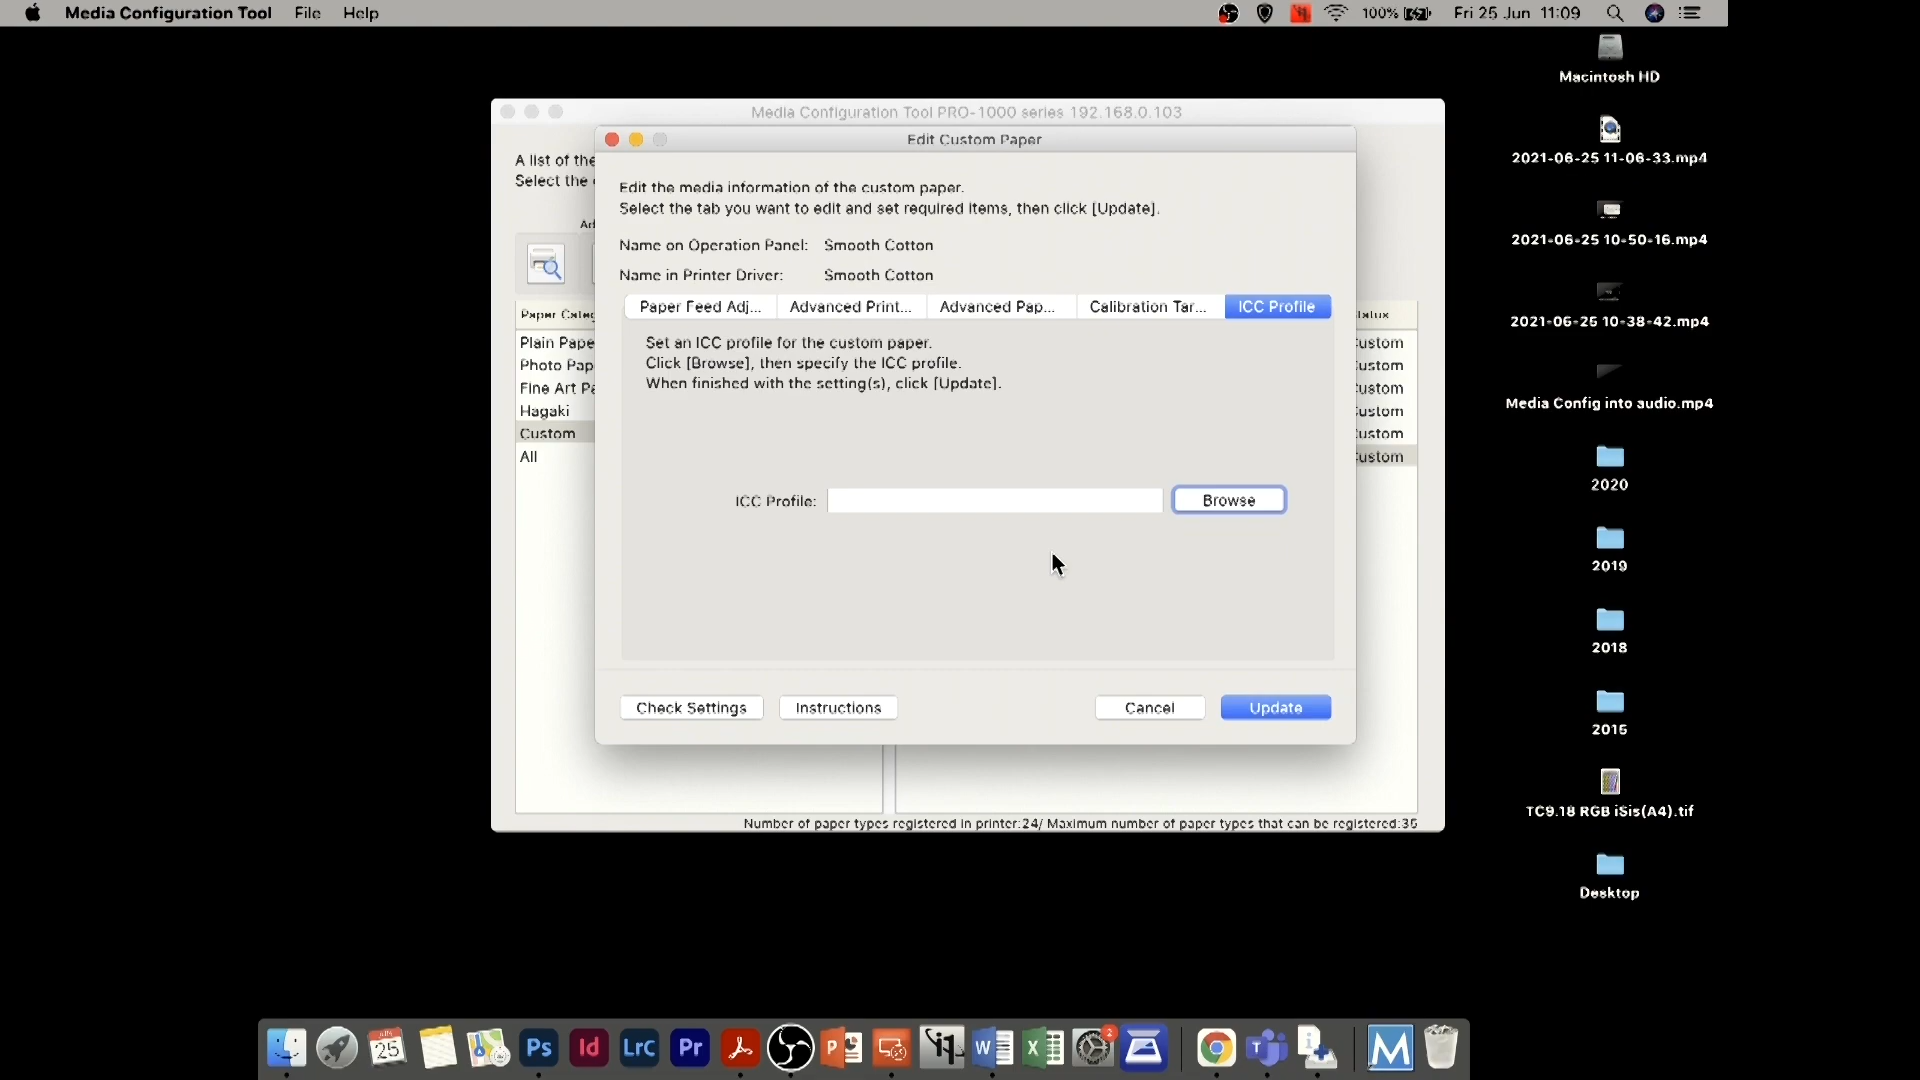 Media Configuration Tool File Help
100% Fri 25 Jun 11:09
Macintosh HD
2021-06-25 11-06-33.mp4
2021-06-25 10-50-16.mp4
2021-06-25 10-38-42.mp4
Media Config into audio.mp4
2020
2019
2018
2015
TC9.18 RGB iSis(A4).tif
Desktop
Media Configuration Tool PRO-1000 series 192.168.0.103
A list of the
Select the
Ad
Paper Categ
Plain Pape
Photo Pap
Fine Art Pa
Hagaki
Custom
All
Edit Custom Paper
Edit the media information of the custom paper.
Select the tab you want to edit and set required items, then click [Update].
Name on Operation Panel: Smooth Cotton
Name in Printer Driver: Smooth Cotton
Paper Feed Adj... Advanced Print... Advanced Pap... Calibration Tar... ICC Profile
Set an ICC profile for the custom paper.
Click [Browse], then specify the ICC profile.
When finished with the setting(s), click [Update].
ICC Profile: Browse
Check Settings Instructions Cancel Update
tatus
ustom
ustom
ustom
ustom
ustom
ustom
Number of paper types registered in printer:24/ Maximum number of paper types that can be registered:35
25 Ps Id LrC Pr P W X 2 T M